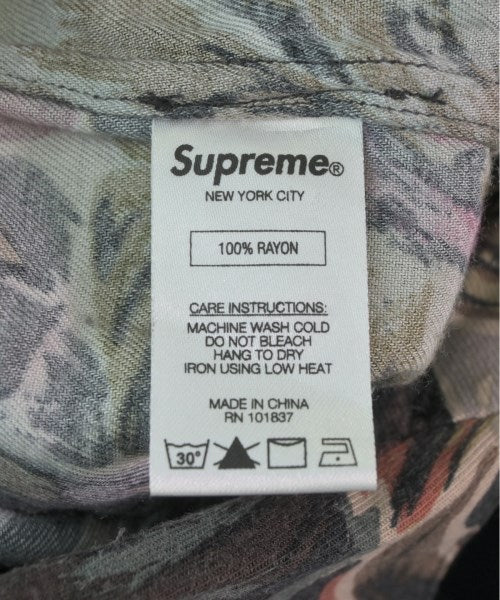 Supreme®
NEW YORK CITY
100% RAYON
CARE INSTRUCTIONS:
MACHINE WASH COLD
DO NOT BLEACH
HANG TO DRY
IRON USING LOW HEAT
MADE IN CHINA
RN 101837
30°